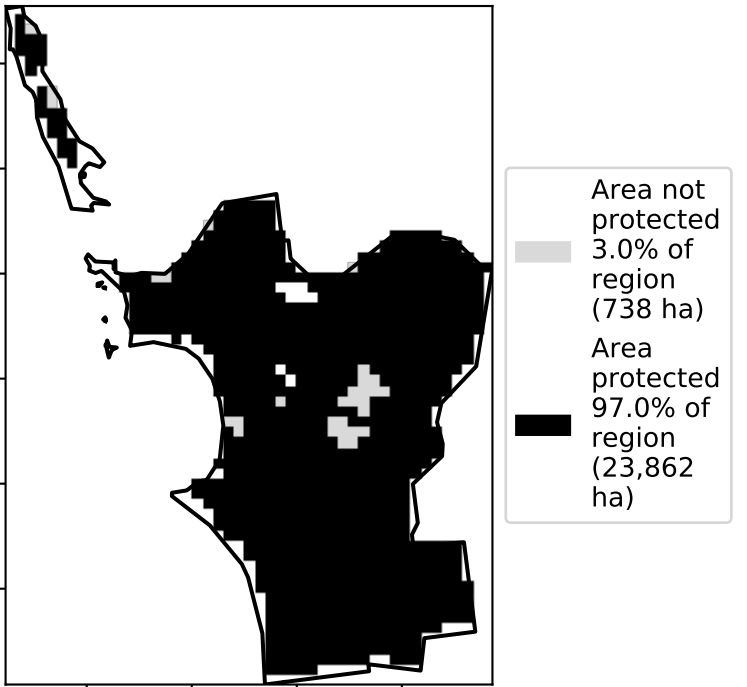 Area not
protected
3.0% of
region
(738 ha)
Area
protected
97.0% of
region
(23,862
ha)